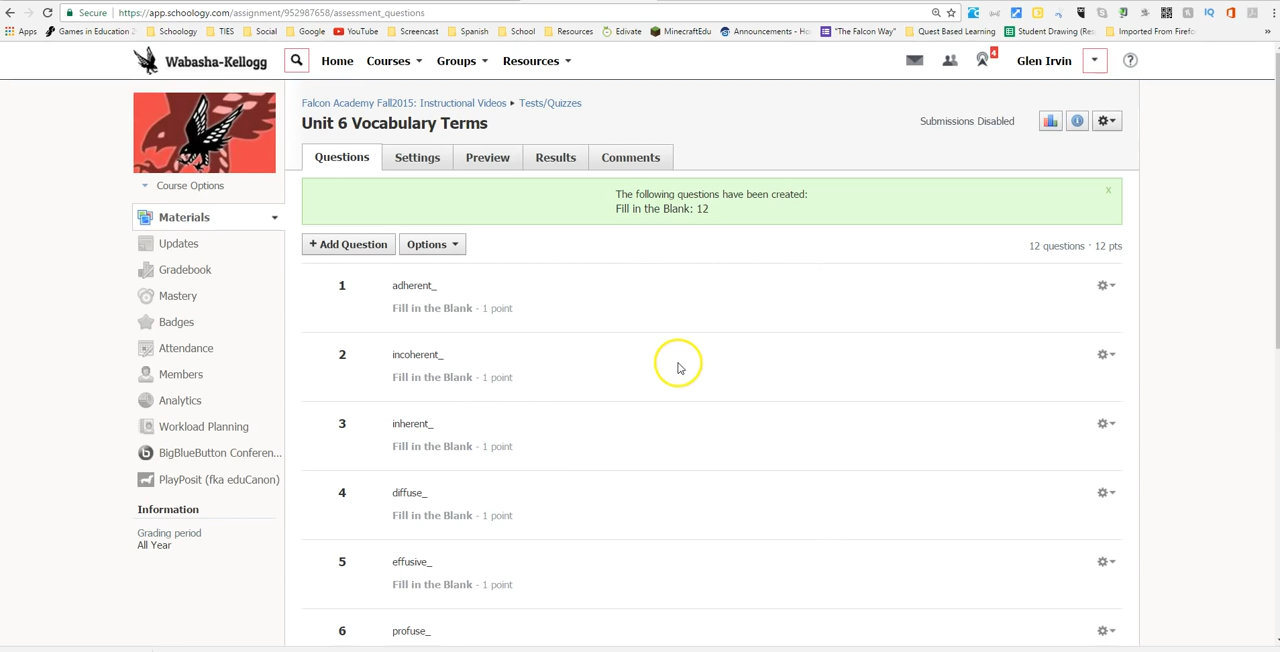 Secure https://app.schoology.com/assignment/952987658/assessment_questions
Apps Games in Education 2 Schoology TIES Social Google YouTube Screencast Spanish School Resources Edivate MinecraftEdu Announcements - Ho "The Falcon Way" Quest Based Learning Student Drawing (Res Imported From Firefo »
Wabasha-Kellogg Home Courses Groups Resources 4 Glen Irvin ?
Falcon Academy Fall2015: Instructional Videos ▸ Tests/Quizzes
Unit 6 Vocabulary Terms
Submissions Disabled
Questions Settings Preview Results Comments
Course Options
Materials
Updates
Gradebook
Mastery
Badges
Attendance
Members
Analytics
Workload Planning
BigBlueButton Conferen...
PlayPosit (fka eduCanon)
Information
Grading period
All Year
The following questions have been created:
Fill in the Blank: 12
x
+ Add Question Options
12 questions · 12 pts
1 adherent_
Fill in the Blank - 1 point
2 incoherent_
Fill in the Blank - 1 point
3 inherent_
Fill in the Blank - 1 point
4 diffuse_
Fill in the Blank - 1 point
5 effusive_
Fill in the Blank - 1 point
6 profuse_